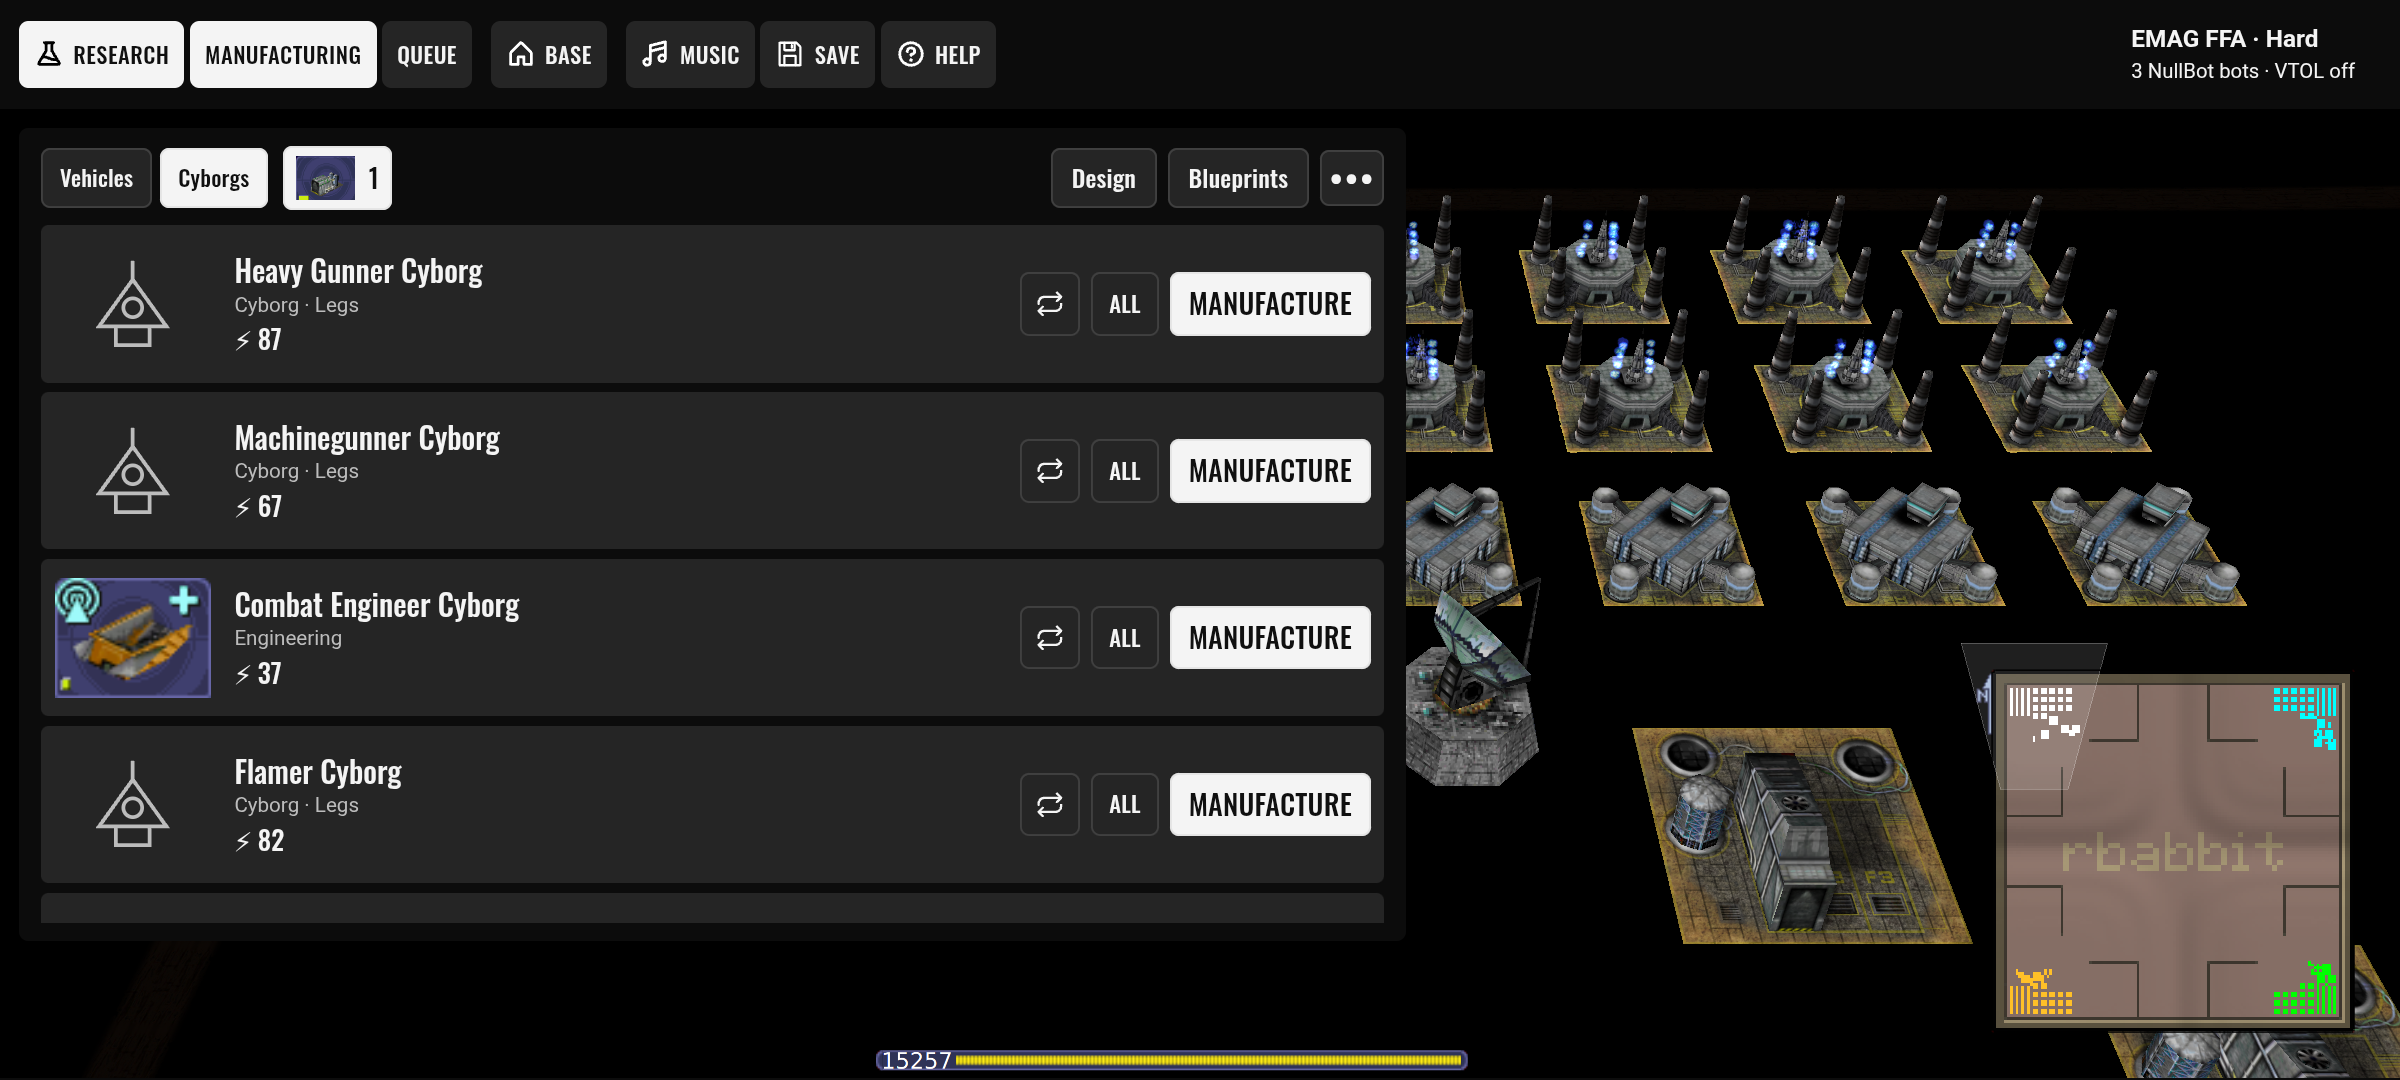 RESEARCH
MANUFACTURING
QUEUE
BASE
MUSIC
SAVE
HELP
EMAG FFA · Hard
3 NullBot bots · VTOL off
Vehicles
Cyborgs
1
Design
Blueprints
Heavy Gunner Cyborg
Cyborg · Legs
⚡ 87
ALL
MANUFACTURE
Machinegunner Cyborg
Cyborg · Legs
⚡ 67
ALL
MANUFACTURE
Combat Engineer Cyborg
Engineering
⚡ 37
ALL
MANUFACTURE
Flamer Cyborg
Cyborg · Legs
⚡ 82
ALL
MANUFACTURE
N
F3
rbabbit
15257